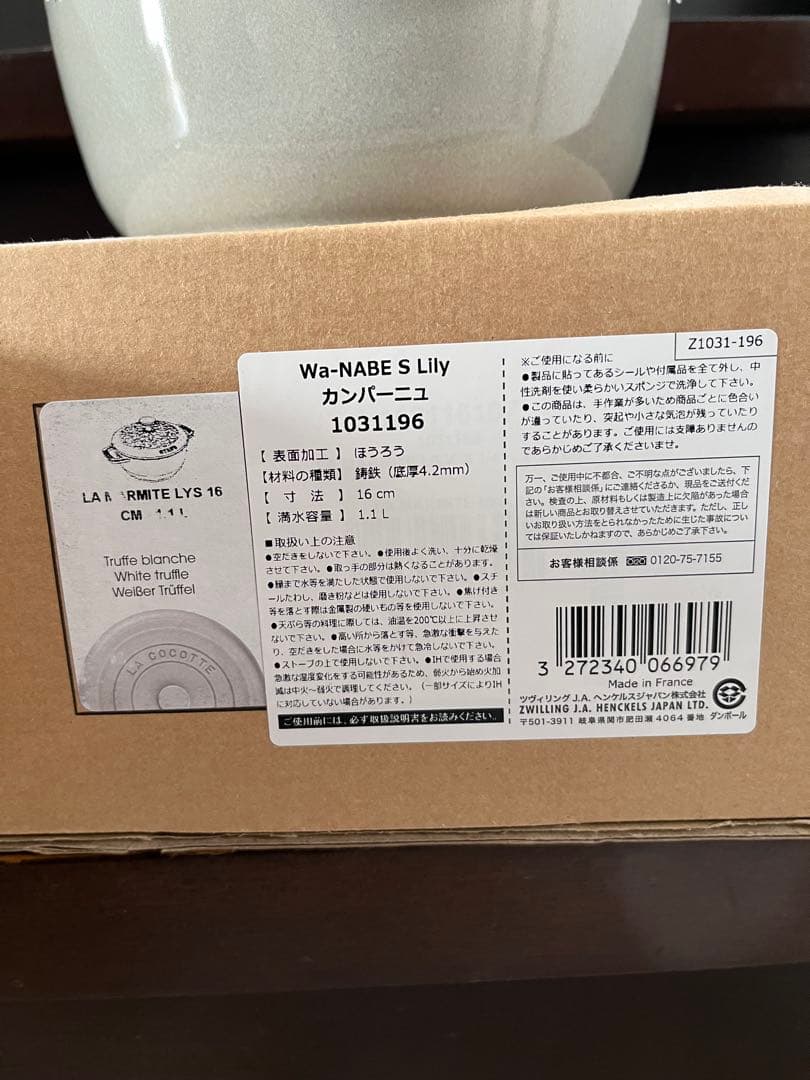 LA MARMITE LYS 16
CM 1.1 L
Truffe blanche
White truffle
Weißer Trüffel
LA COCOTTE
Wa-NABE S Lily
カンパーニュ
1031196
【 表面加工 】 ほうろう
【材料の種類】 鋳鉄（底厚4.2mm）
【 寸 法 】 16 cm
【 満水容量 】 1.1 L
■取扱い上の注意
●空だきをしないで下さい。●使用後よく洗い、十分に乾燥
させて下さい。●取っ手の部分は熱くなることがあります。
●縁まで水等を満たした状態で使用しないで下さい。●スチ
ールたわし、磨き粉などは使用しないで下さい。●焦げ付き
等を落とす際は金属製の硬いもの等を使用しないで下さい。
●天ぷら等の料理に際しては、油温を200℃以上に上昇させ
ないで下さい。●高い所から落とす等、急激な衝撃を与えた
り、空だきをした場合に水等をかけて急冷しないで下さい。
●ストーブの上で使用しないで下さい。●IHで使用する場合
急激な温度変化をする可能性があるため、弱火から始め火加
減は中火～弱火で調理してください。（一部サイズによりIH
に対応していない場合があります。）
ご使用前には、必ず取扱説明書をお読みください。
Z1031-196
※ご使用になる前に
●製品に貼ってあるシールや付属品を全て外し、中
性洗剤を使い柔らかいスポンジで洗浄して下さい。
●この商品は、手作業が多いため商品ごとに色合い
が違っていたり、突起や小さな気泡が残っていたり
することがあります。ご使用には支障ありませんの
であらかじめご了承くださいませ。
万一、ご使用中に不都合、ご不明な点がございましたら、下
記の「お客様相談係」にご連絡くださるか、現品をご送付くださ
い。検査の上、原材料もしくは製造上に欠陥があった場合
は新しい商品とお取り替えさせていただきます。ただし、正し
いお取り扱い方法をとられなかったために生じた事故につい
ては保証いたしかねますので、あらかじめご了承下さい。
お客様相談係 0120-75-7155
3 272340 066979
Made in France
ツヴィリング J.A. ヘンケルスジャパン株式会社
ZWILLING J.A. HENCKELS JAPAN LTD.
〒501-3911 岐阜県関市肥田瀬 4064 番地
ダンボール